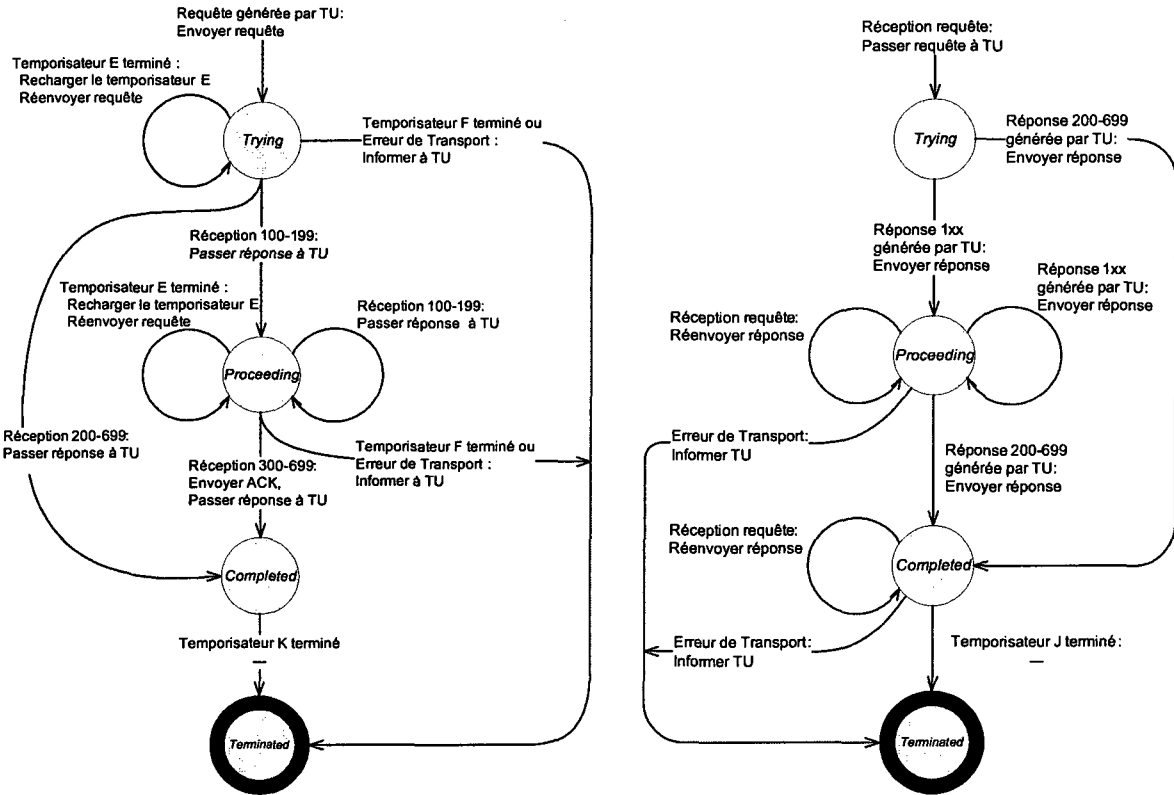 Requête générée par TU:
Envoyer requête
Temporisateur E terminé :
Recharger le temporisateur E
Réenvoyer requête
Trying
Temporisateur F terminé ou
Erreur de Transport :
Informer à TU
Réception 100-199:
Passer réponse à TU
Temporisateur E terminé :
Recharger le temporisateur E
Réenvoyer requête
Réception 100-199:
Passer réponse à TU
Proceeding
Réception 200-699:
Passer réponse à TU
Temporisateur F terminé ou
Erreur de Transport :
Informer à TU
Réception 300-699:
Envoyer ACK,
Passer réponse à TU
Completed
Temporisateur K terminé
—
Terminated
Réception requête:
Passer requête à TU
Trying
Réponse 200-699
générée par TU:
Envoyer réponse
Réponse 1xx
générée par TU:
Envoyer réponse
Réception requête:
Réenvoyer réponse
Réponse 1xx
générée par TU:
Envoyer réponse
Proceeding
Erreur de Transport:
Informer TU
Réponse 200-699
générée par TU:
Envoyer réponse
Réception requête:
Réenvoyer réponse
Completed
Erreur de Transport:
Informer TU
Temporisateur J terminé :
—
Terminated